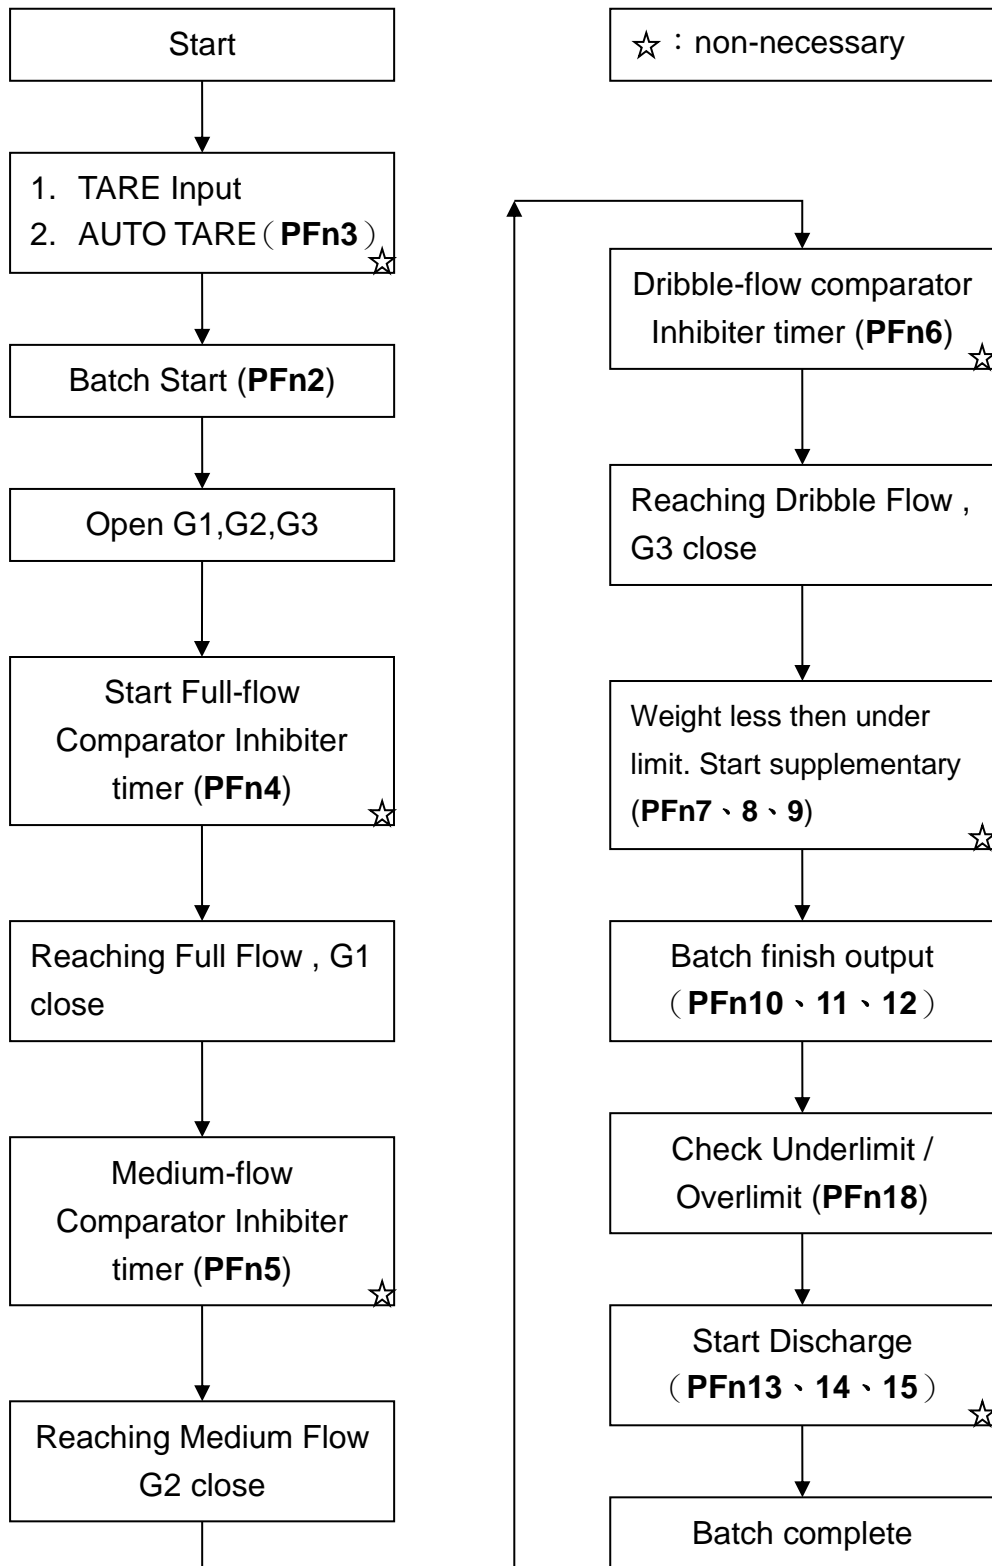 Start
1. TARE Input
2. AUTO TARE（PFn3）☆
Batch Start (PFn2)
Open G1,G2,G3
Start Full-flow
Comparator Inhibiter
timer (PFn4)
☆
Reaching Full Flow , G1
close
Medium-flow
Comparator Inhibiter
timer (PFn5)
☆
Reaching Medium Flow
G2 close
☆：non-necessary
Dribble-flow comparator
Inhibiter timer (PFn6)
☆
Reaching Dribble Flow ,
G3 close
Weight less then under
limit. Start supplementary
(PFn7、8、9)
☆
Batch finish output
（PFn10、11、12）
Check Underlimit /
Overlimit (PFn18)
Start Discharge
（PFn13、14、15）
☆
Batch complete